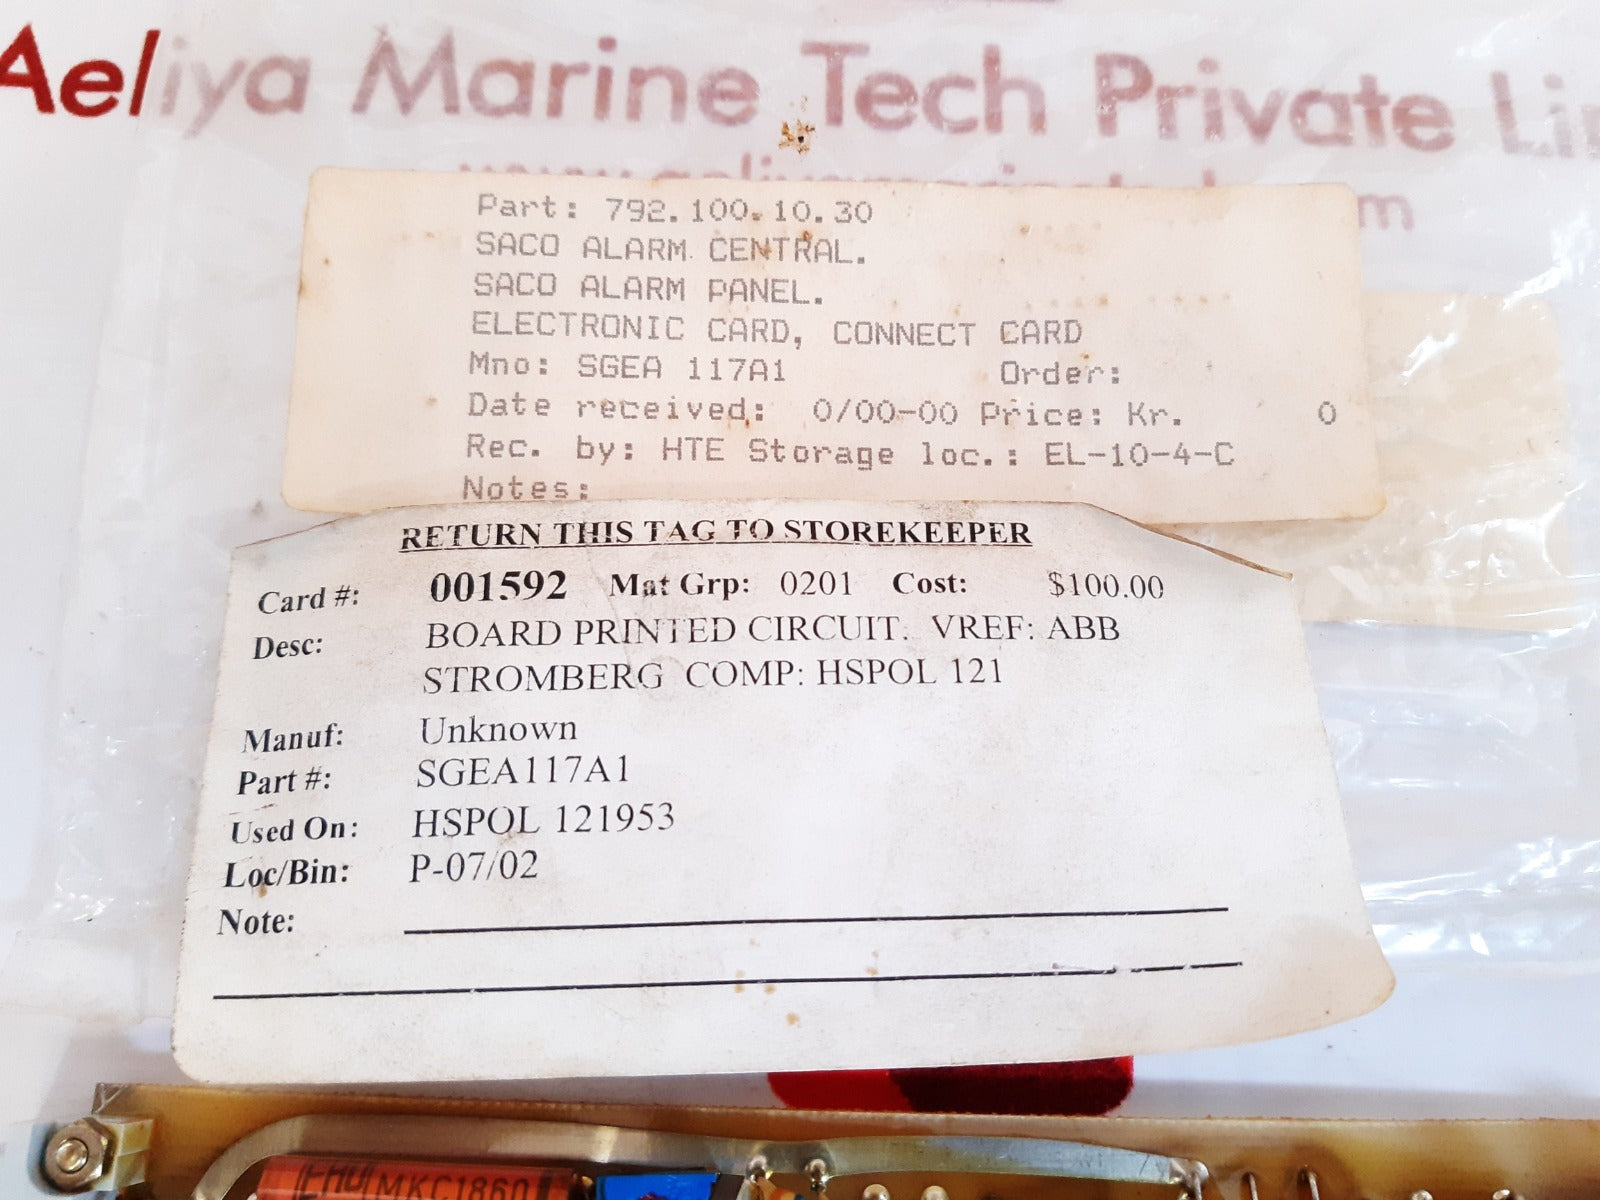 Aeliya Marine Tech Private Li
Part: 792.100.10.30
SACO ALARM CENTRAL.
SACO ALARM PANEL.
ELECTRONIC CARD, CONNECT CARD
Mno: SGEA 117A1 Order:
Date received: 0/00-00 Price: Kr. 0
Rec. by: HTE Storage loc.: EL-10-4-C
Notes:
RETURN THIS TAG TO STOREKEEPER
Card #: 001592 Mat Grp: 0201 Cost: $100.00
Desc: BOARD PRINTED CIRCUIT. VREF: ABB
STROMBERG COMP: HSPOL 121
Manuf: Unknown
Part #: SGEA117A1
Used On: HSPOL 121953
Loc/Bin: P-07/02
Note:
MKC1860